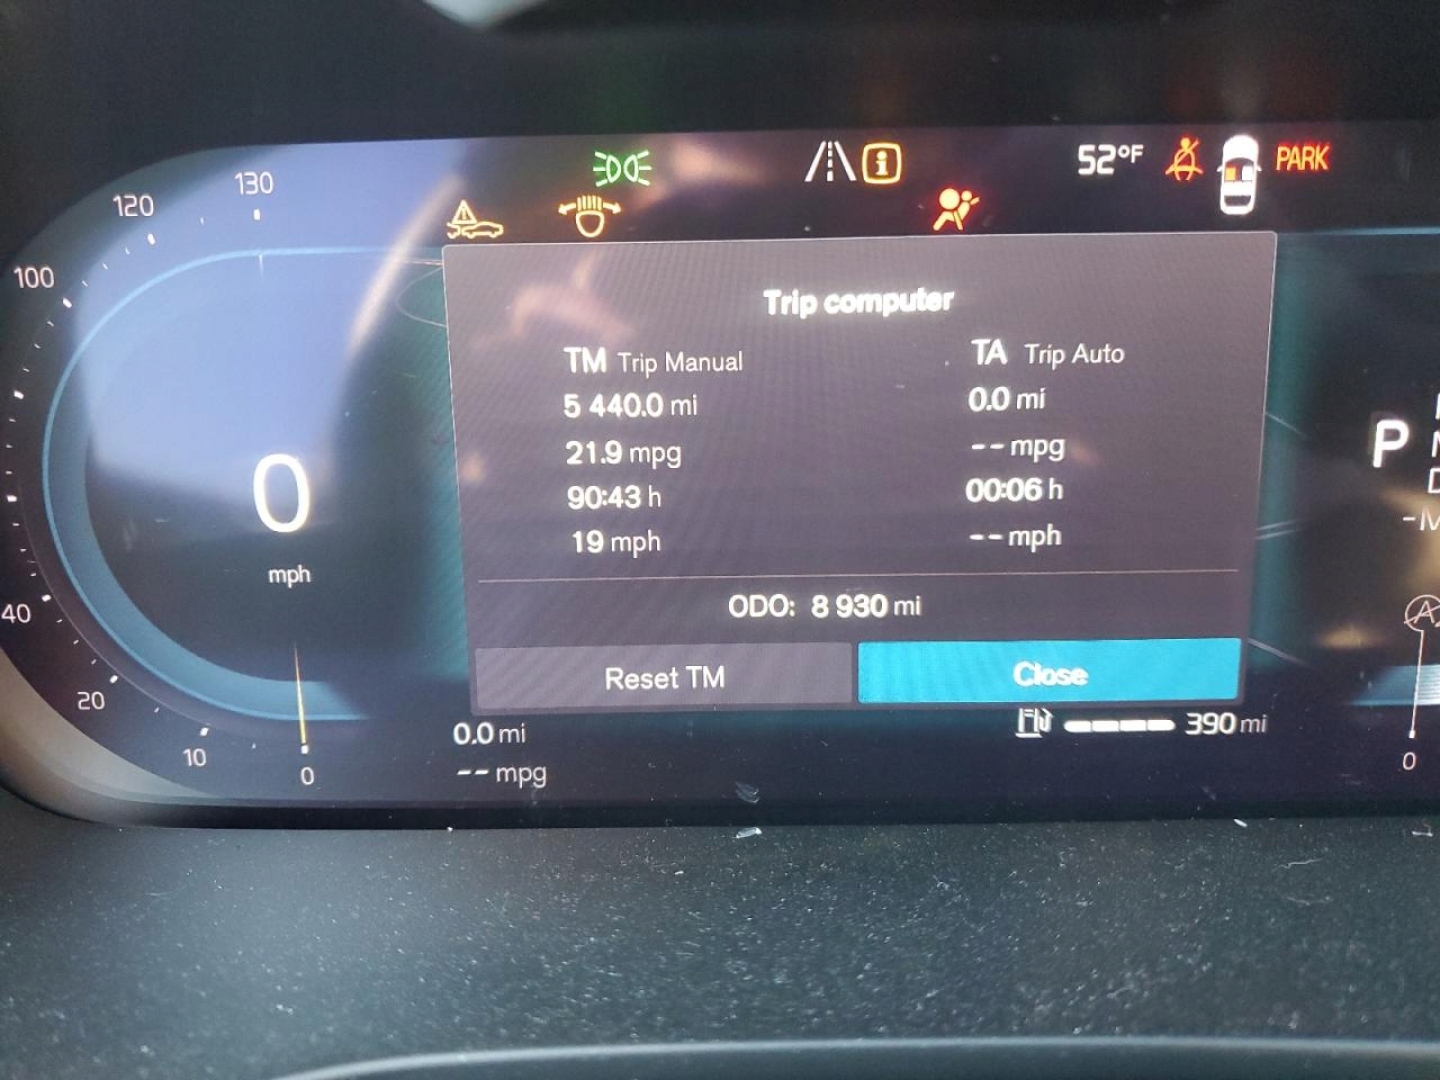 52°F
PARK
130
120
100
40
20
10
0
0
mph
Trip computer
TM Trip Manual
5 440.0 mi
21.9 mpg
90:43 h
19 mph
TA Trip Auto
0.0 mi
-- mpg
00:06 h
-- mph
ODO: 8 930 mi
Reset TM
Close
0.0 mi
-- mpg
390 mi
P
0